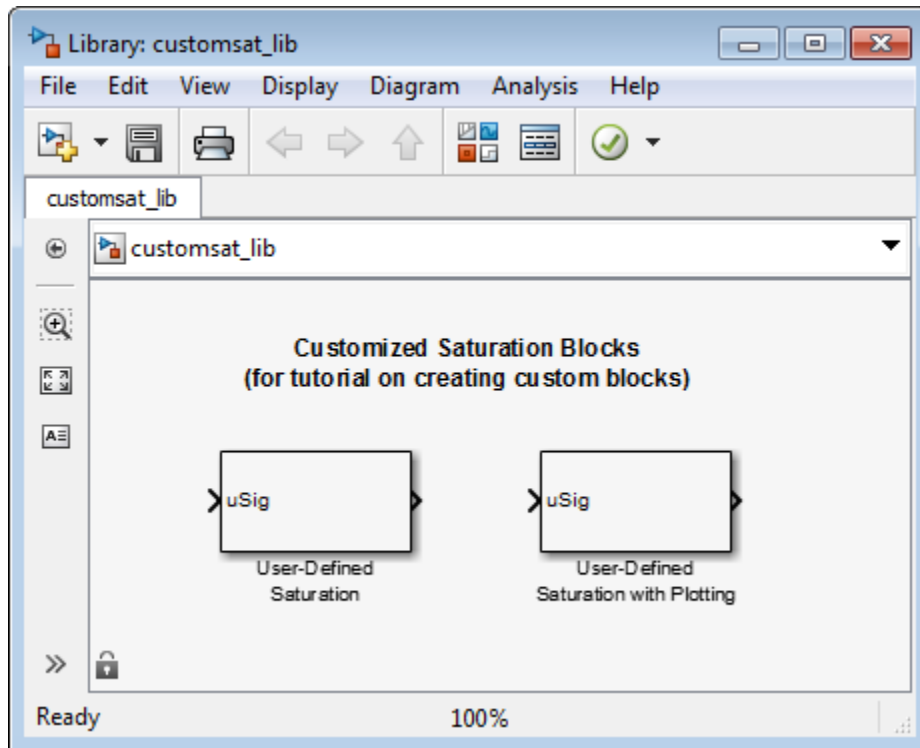 Library: customsat_lib
File Edit View Display Diagram Analysis Help
customsat_lib
customsat_lib
Customized Saturation Blocks
(for tutorial on creating custom blocks)
uSig uSig
User-Defined User-Defined
Saturation Saturation with Plotting
Ready 100%